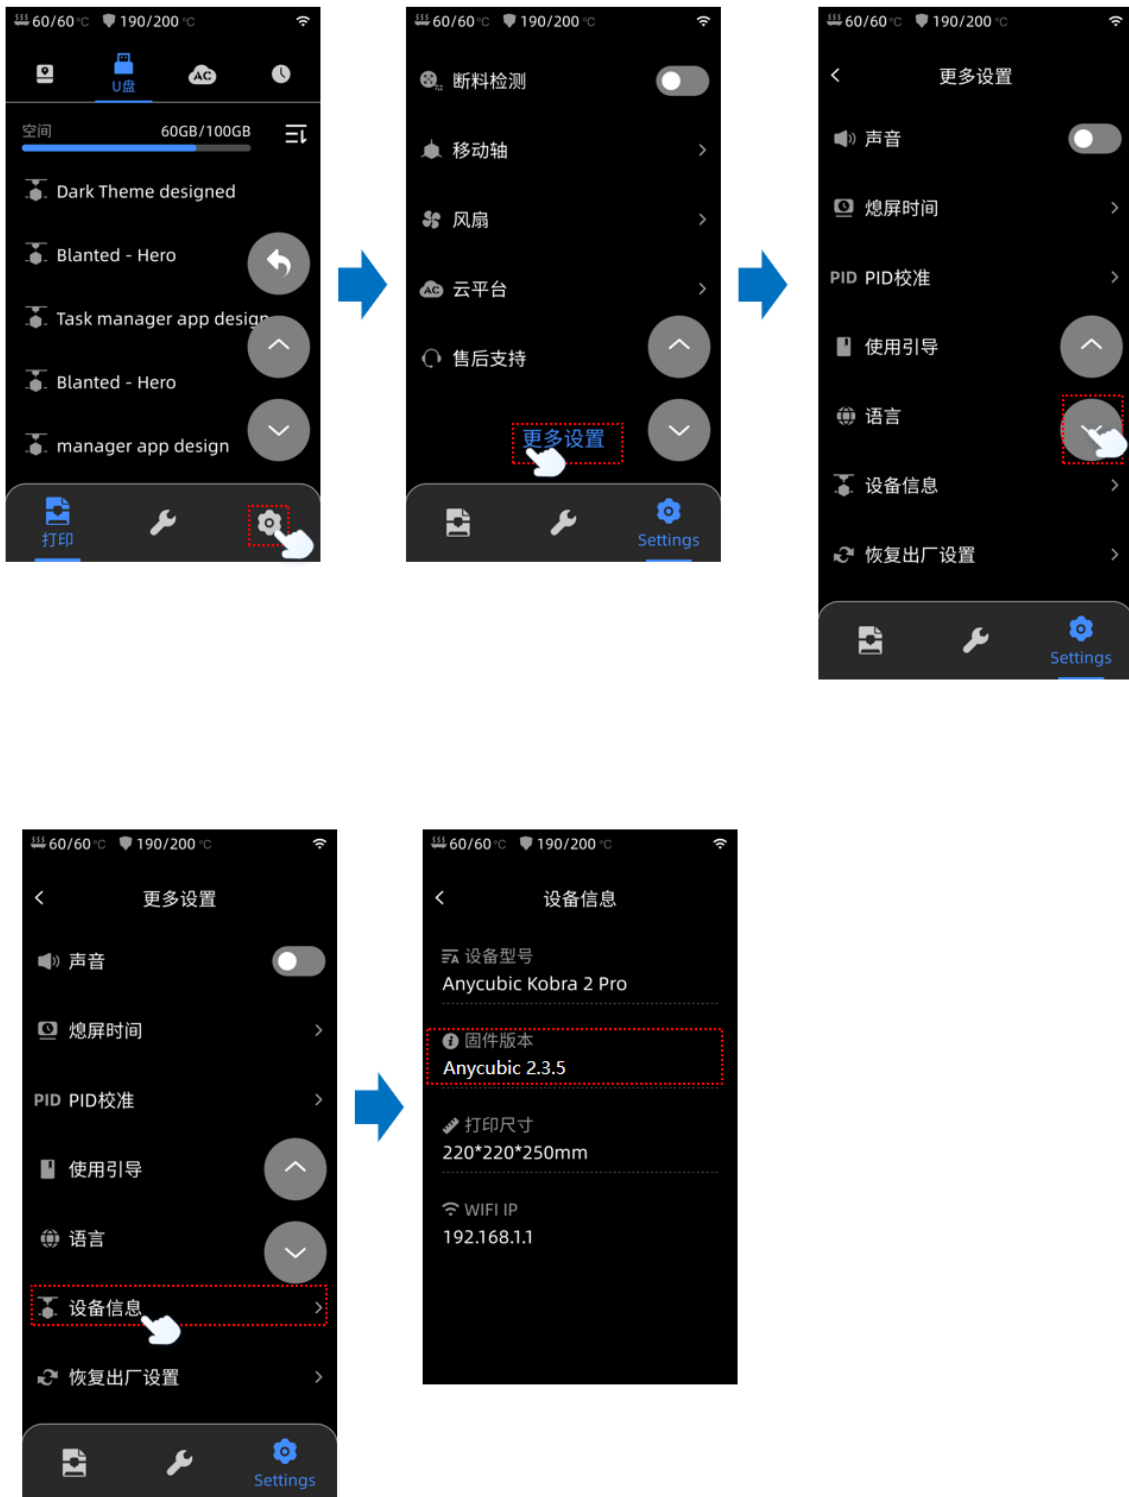 60/60°C 190/200°C
U盘
AC
空间 60GB/100GB
Dark Theme designed
Blanted - Hero
Task manager app design
Blanted - Hero
manager app design
打印
60/60°C 190/200°C
断料检测
移动轴
风扇
AC 云平台
售后支持
更多设置
Settings
60/60°C 190/200°C
更多设置
声音
熄屏时间
PID PID校准
使用引导
语言
设备信息
恢复出厂设置
Settings
60/60°C 190/200°C
更多设置
声音
熄屏时间
PID PID校准
使用引导
语言
设备信息
恢复出厂设置
Settings
60/60°C 190/200°C
设备信息
设备型号
Anycubic Kobra 2 Pro
固件版本
Anycubic 2.3.5
打印尺寸
220*220*250mm
WIFI IP
192.168.1.1